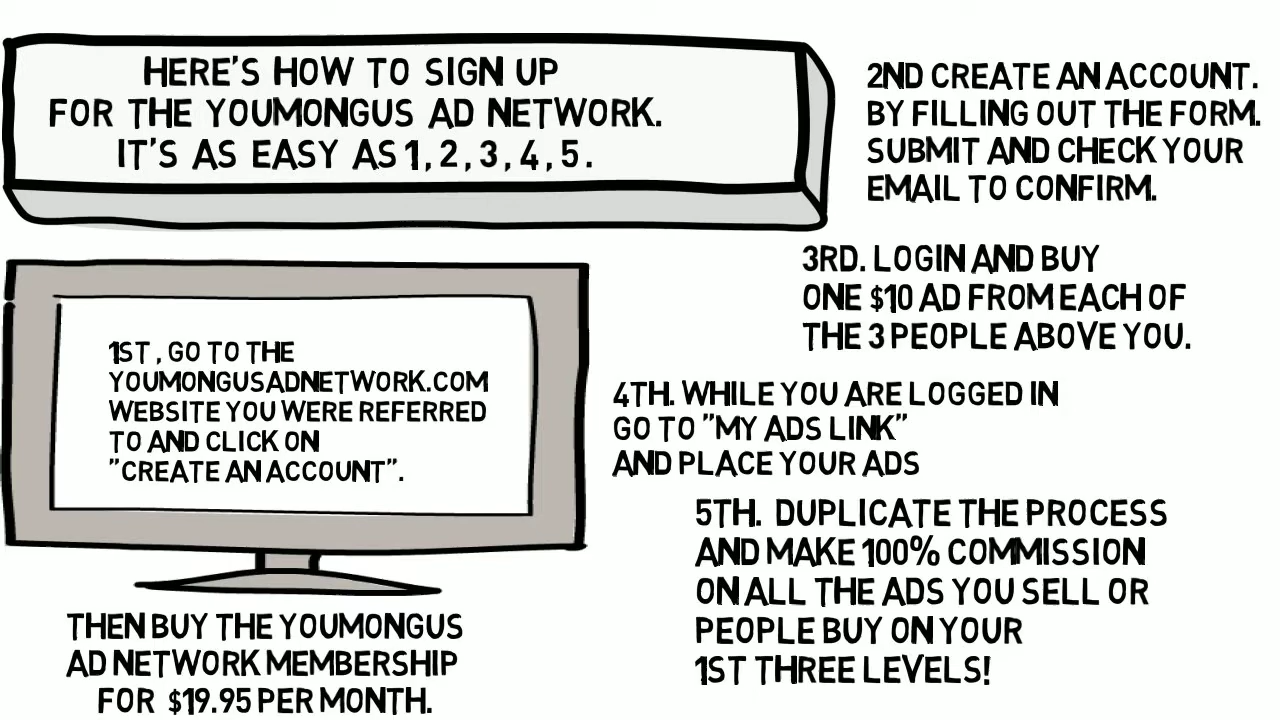 HERE'S HOW TO SIGN UP
FOR THE YOUMONGUS AD NETWORK.
IT'S AS EASY AS 1, 2, 3, 4, 5.
1ST, GO TO THE
YOUMONGUSADNETWORK.COM
WEBSITE YOU WERE REFERRED
TO AND CLICK ON
"CREATE AN ACCOUNT".
THEN BUY THE YOUMONGUS
AD NETWORK MEMBERSHIP
FOR $19.95 PER MONTH.
2ND CREATE AN ACCOUNT.
BY FILLING OUT THE FORM.
SUBMIT AND CHECK YOUR
EMAIL TO CONFIRM.
3RD. LOGIN AND BUY
ONE $10 AD FROM EACH OF
THE 3 PEOPLE ABOVE YOU.
4TH. WHILE YOU ARE LOGGED IN
GO TO "MY ADS LINK"
AND PLACE YOUR ADS
5TH. DUPLICATE THE PROCESS
AND MAKE 100% COMMISSION
ON ALL THE ADS YOU SELL OR
PEOPLE BUY ON YOUR
1ST THREE LEVELS!